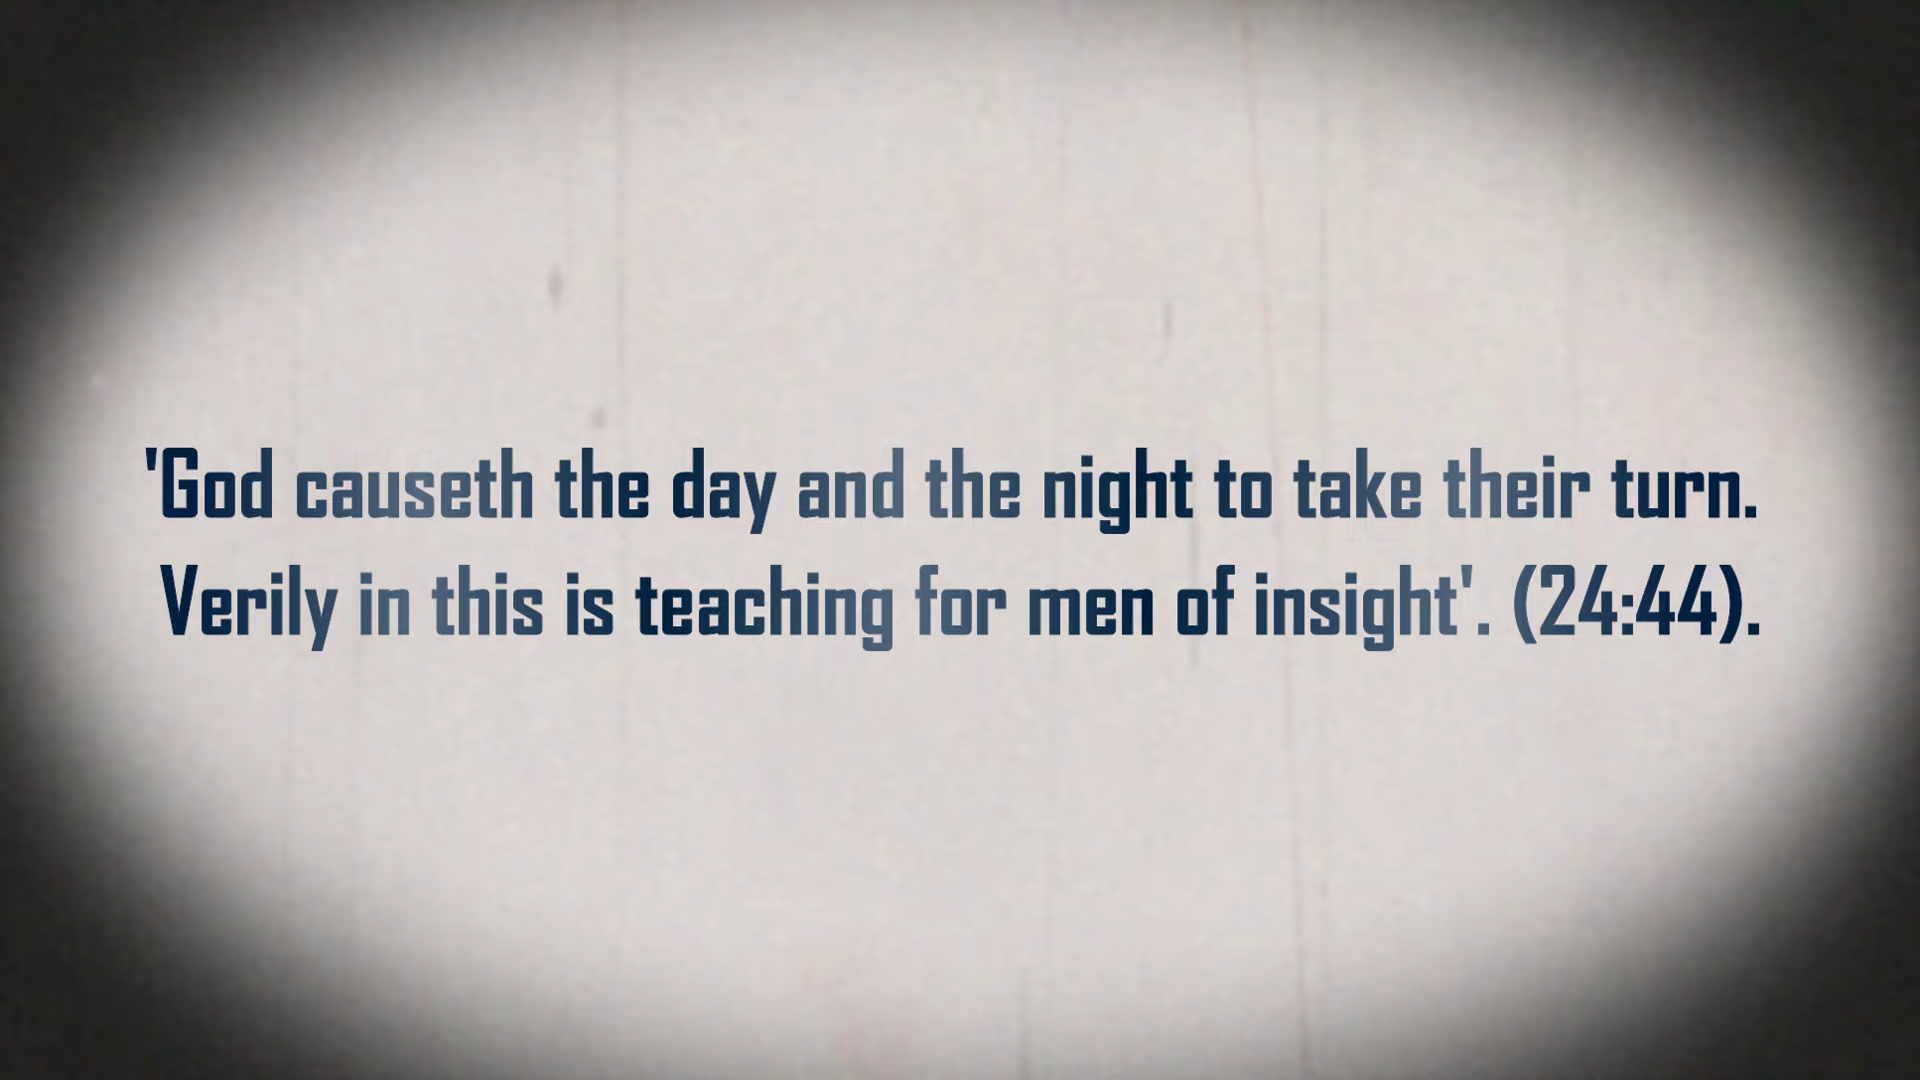 'God causeth the day and the night to take their turn.
Verily in this is teaching for men of insight'. (24:44).